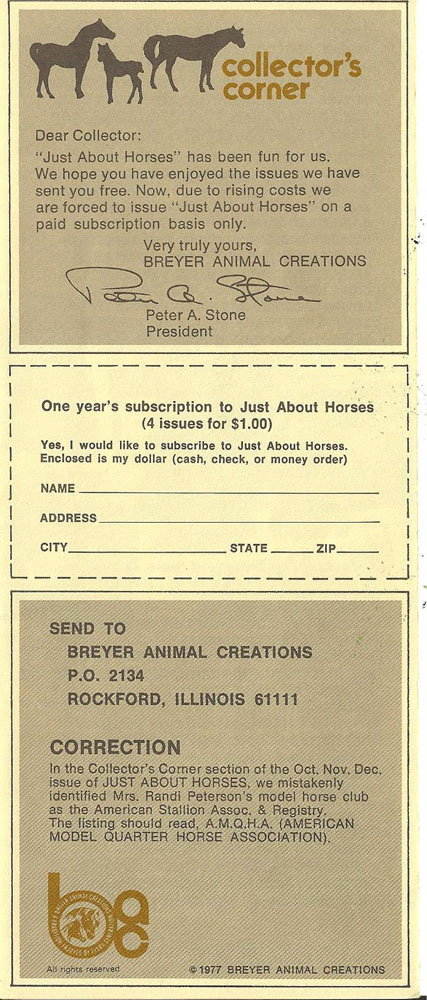 collector's
corner
Dear Collector:
"Just About Horses" has been fun for us.
We hope you have enjoyed the issues we have
sent you free. Now, due to rising costs we
are forced to issue "Just About Horses" on a
paid subscription basis only.
Very truly yours,
BREYER ANIMAL CREATIONS
Peter A. Stone
Peter A. Stone
President
One year's subscription to Just About Horses
(4 issues for $1.00)
Yes, I would like to subscribe to Just About Horses.
Enclosed is my dollar (cash, check, or money order)
NAME
ADDRESS
CITY STATE ZIP
SEND TO
BREYER ANIMAL CREATIONS
P.O. 2134
ROCKFORD, ILLINOIS 61111
CORRECTION
In the Collector's Corner section of the Oct. Nov. Dec.
issue of JUST ABOUT HORSES, we mistakenly
identified Mrs. Randi Peterson's model horse club
as the American Stallion Assoc. & Registry.
The listing should read, A.M.Q.H.A. (AMERICAN
MODEL QUARTER HORSE ASSOCIATION).
bac
All rights reserved
© 1977 BREYER ANIMAL CREATIONS